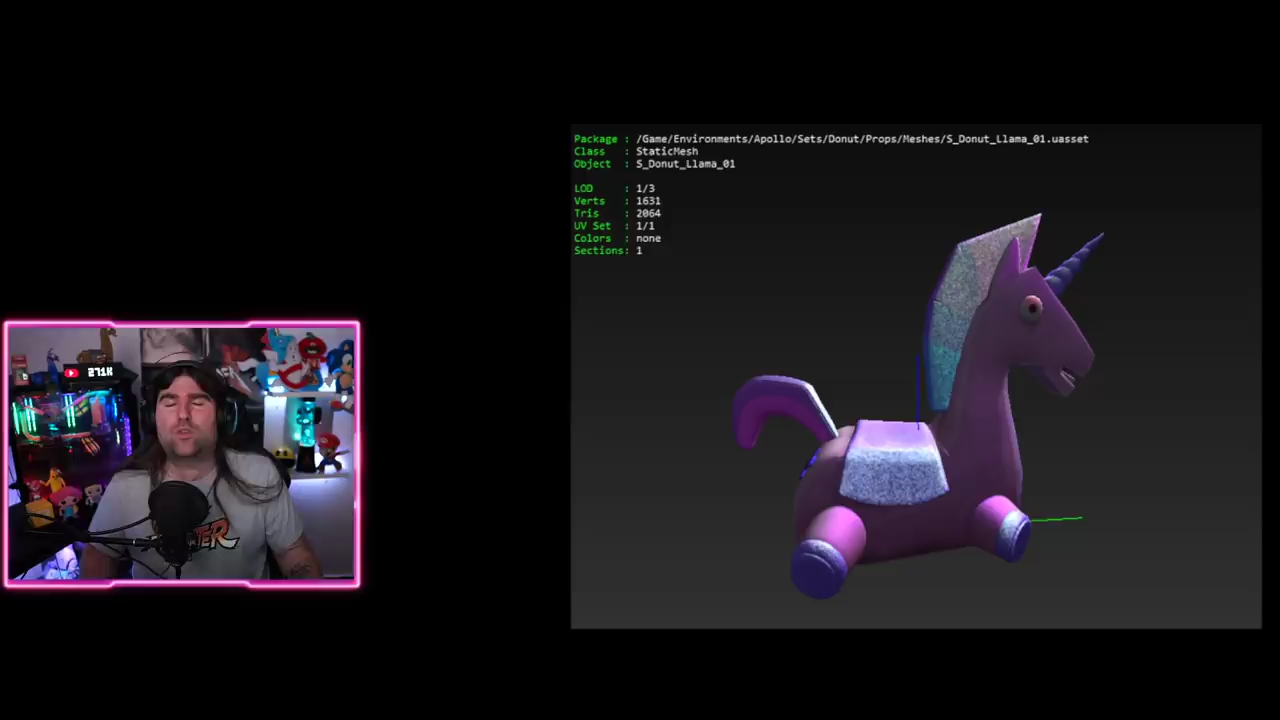 Package : /Game/Environments/Apollo/Sets/Donut/Props/Meshes/S_Donut_Llama_01.uasset
Class : StaticMesh
Object : S_Donut_Llama_01
LOD : 1/3
Verts : 1631
Tris : 2064
UV Set : 1/1
Colors : none
Sections: 1
271K